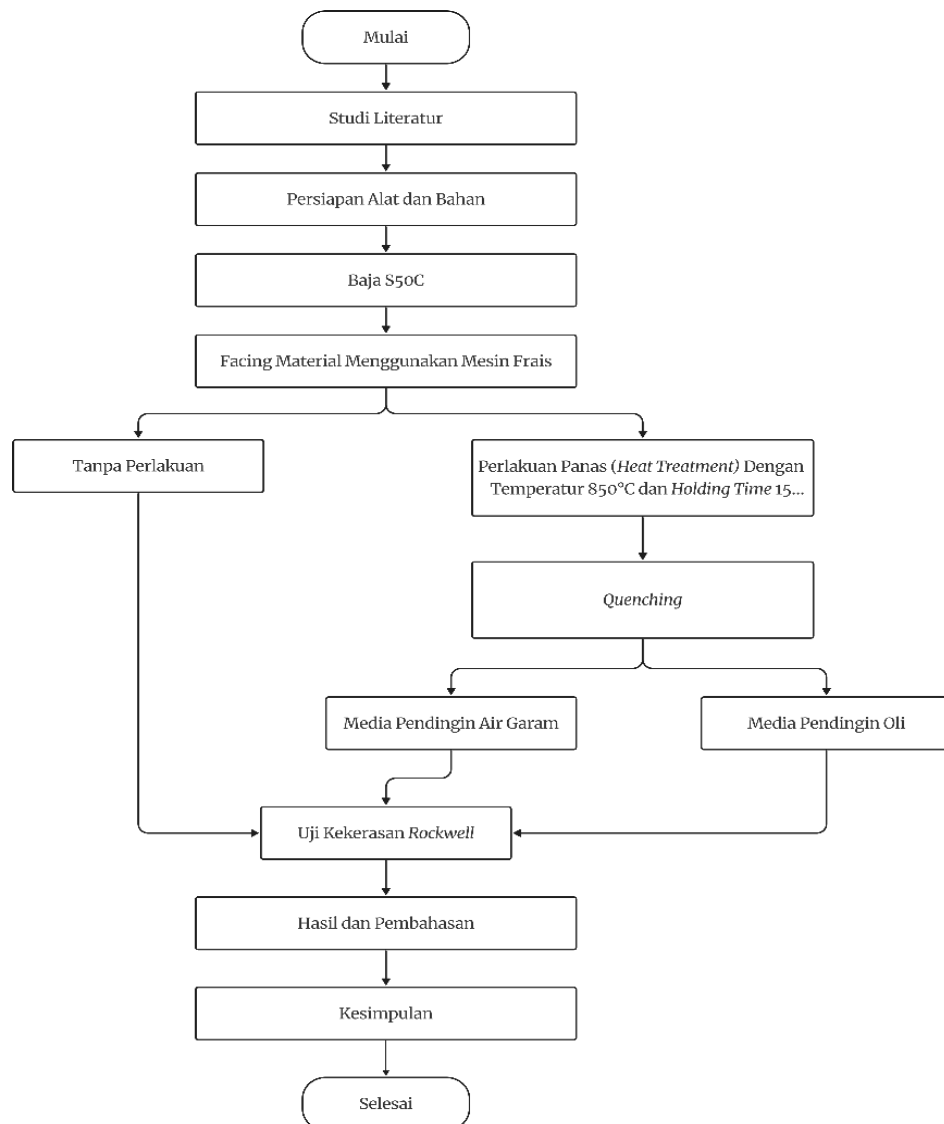 Mulai
Studi Literatur
Persiapan Alat dan Bahan
Baja S50C
Facing Material Menggunakan Mesin Frais
Tanpa Perlakuan
Perlakuan Panas (Heat Treatment) Dengan
Temperatur 850°C dan Holding Time 15...
Quenching
Media Pendingin Air Garam
Media Pendingin Oli
Uji Kekerasan Rockwell
Hasil dan Pembahasan
Kesimpulan
Selesai